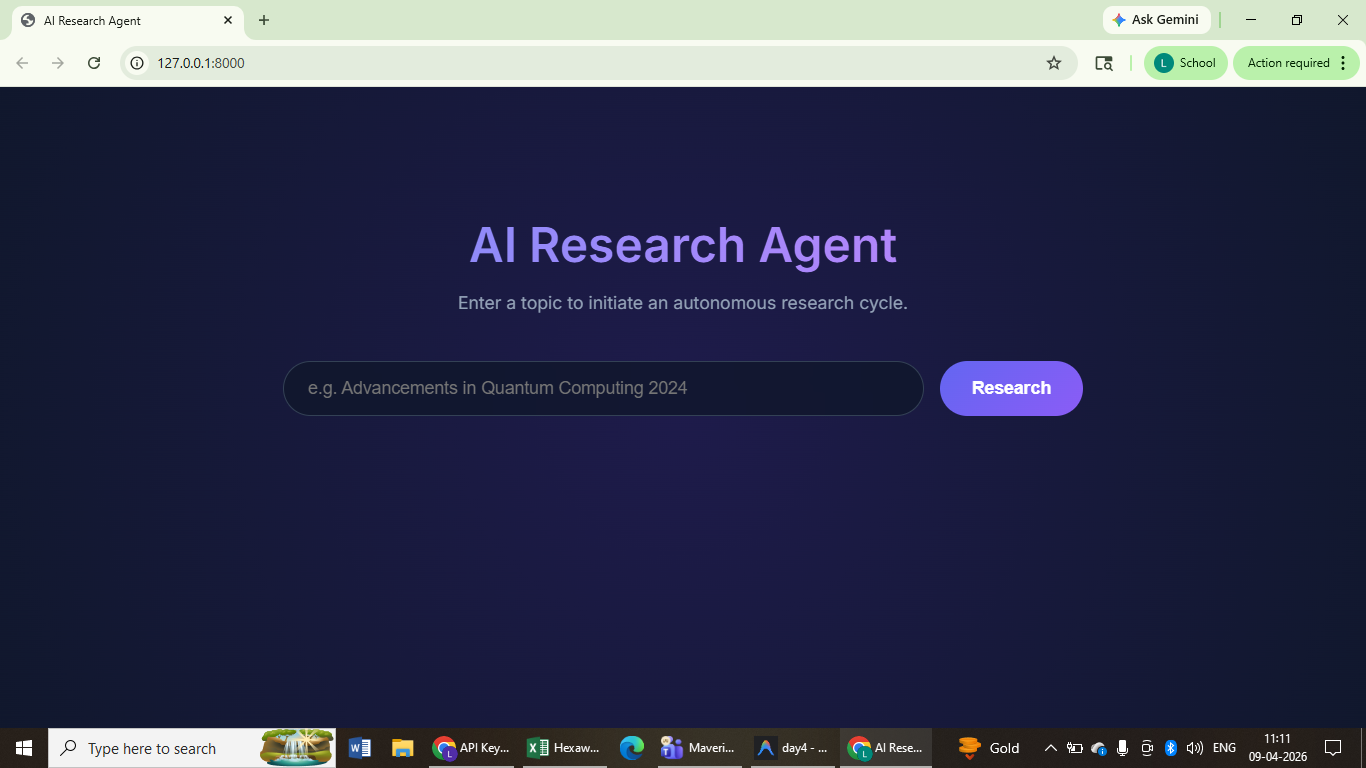 AI Research Agent
Ask Gemini
127.0.0.1:8000
L School
Action required
AI Research Agent
Enter a topic to initiate an autonomous research cycle.
e.g. Advancements in Quantum Computing 2024
Research
Type here to search
API Key...
Hexaw...
Maveri...
day4 - ...
AI Rese...
Gold
ENG
11:11
09-04-2026